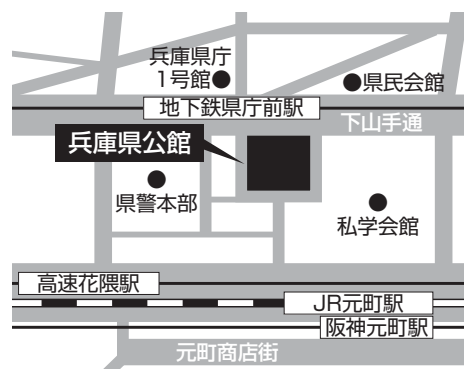 兵庫県庁
1号館
県民会館
地下鉄県庁前駅
下山手通
兵庫県公館
県警本部
私学会館
高速花隈駅
JR元町駅
阪神元町駅
元町商店街